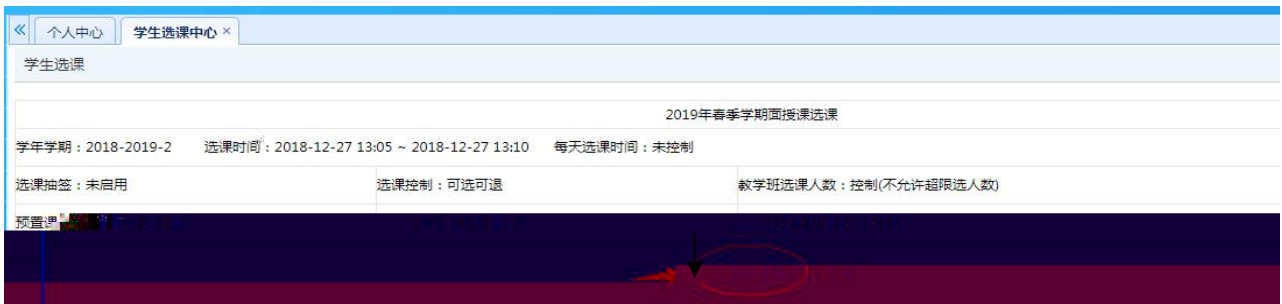 个人中心 学生选课中心
学生选课
2019年春季学期面授课选课
学年学期：2018-2019-2 选课时间：2018-12-27 13:05 ~ 2018-12-27 13:10 每天选课时间：未控制
选课抽签：未启用 选课控制：可选可退 教学班选课人数：控制(不允许超限选人数)
预置课